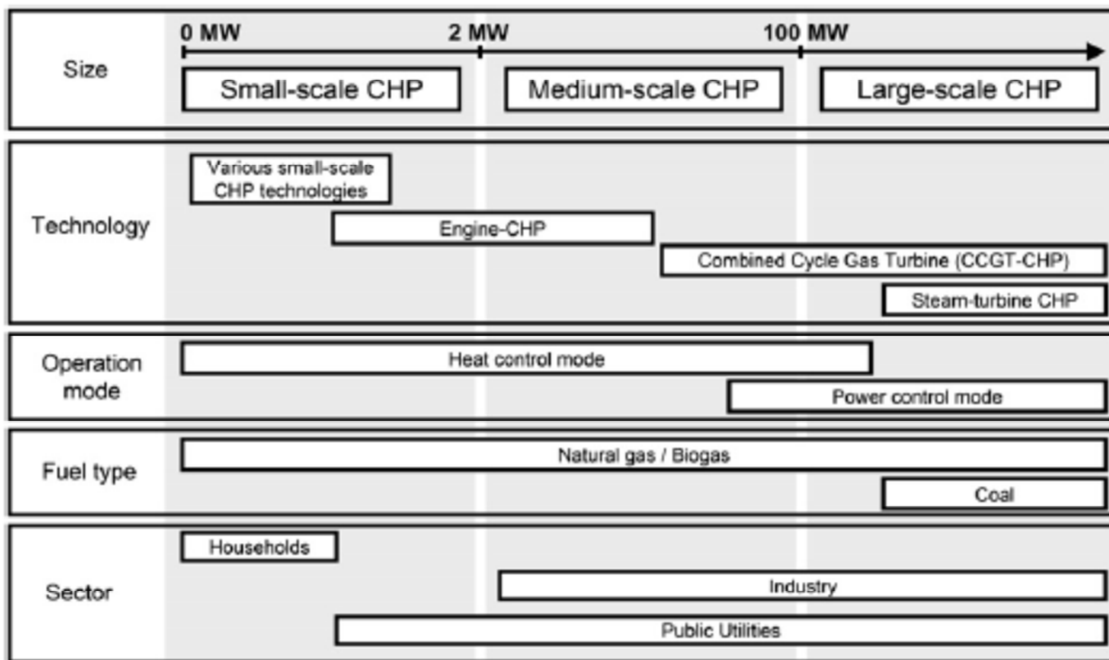 0 MW 2 MW 100 MW
Size
Small-scale CHP Medium-scale CHP Large-scale CHP
Various small-scale
CHP technologies
Technology
Engine-CHP
Combined Cycle Gas Turbine (CCGT-CHP)
Steam-turbine CHP
Operation
mode
Heat control mode
Power control mode
Fuel type
Natural gas / Biogas
Coal
Households
Sector
Industry
Public Utilities